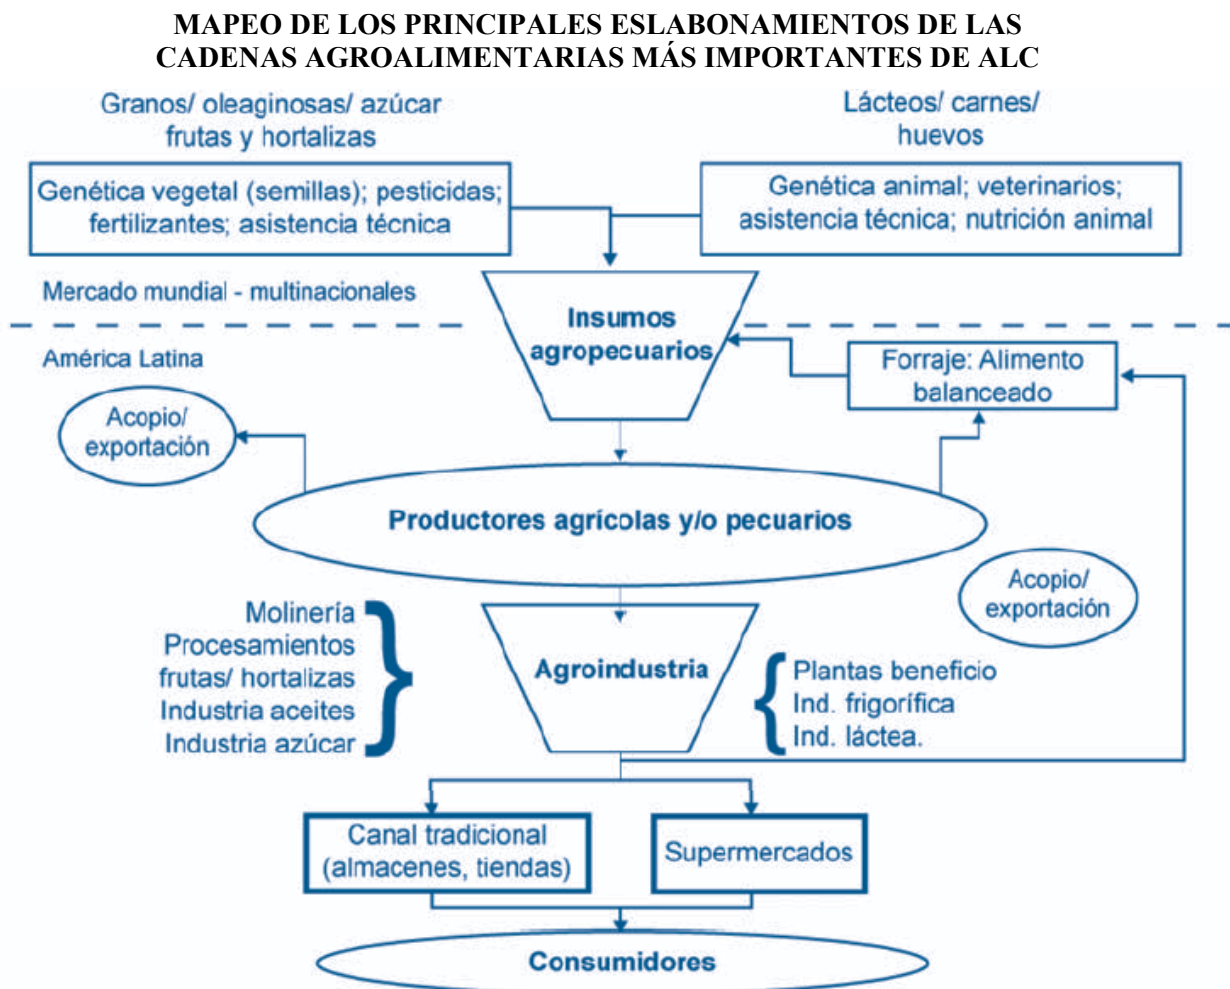 MAPEO DE LOS PRINCIPALES ESLABONAMIENTOS DE LAS
CADENAS AGROALIMENTARIAS MÁS IMPORTANTES DE ALC
Granos/ oleaginosas/ azúcar
frutas y hortalizas
Lácteos/ carnes/
huevos
Genética vegetal (semillas); pesticidas;
fertilizantes; asistencia técnica
Genética animal; veterinarios;
asistencia técnica; nutrición animal
Mercado mundial - multinacionales
Insumos
agropecuarios
América Latina
Forraje: Alimento
balanceado
Acopio/
exportación
Productores agrícolas y/o pecuarios
Acopio/
exportación
Molinería
Procesamientos
frutas/ hortalizas
Industria aceites
Industria azúcar
Agroindustria
Plantas beneficio
Ind. frigorífica
Ind. láctea.
Canal tradicional
(almacenes, tiendas)
Supermercados
Consumidores